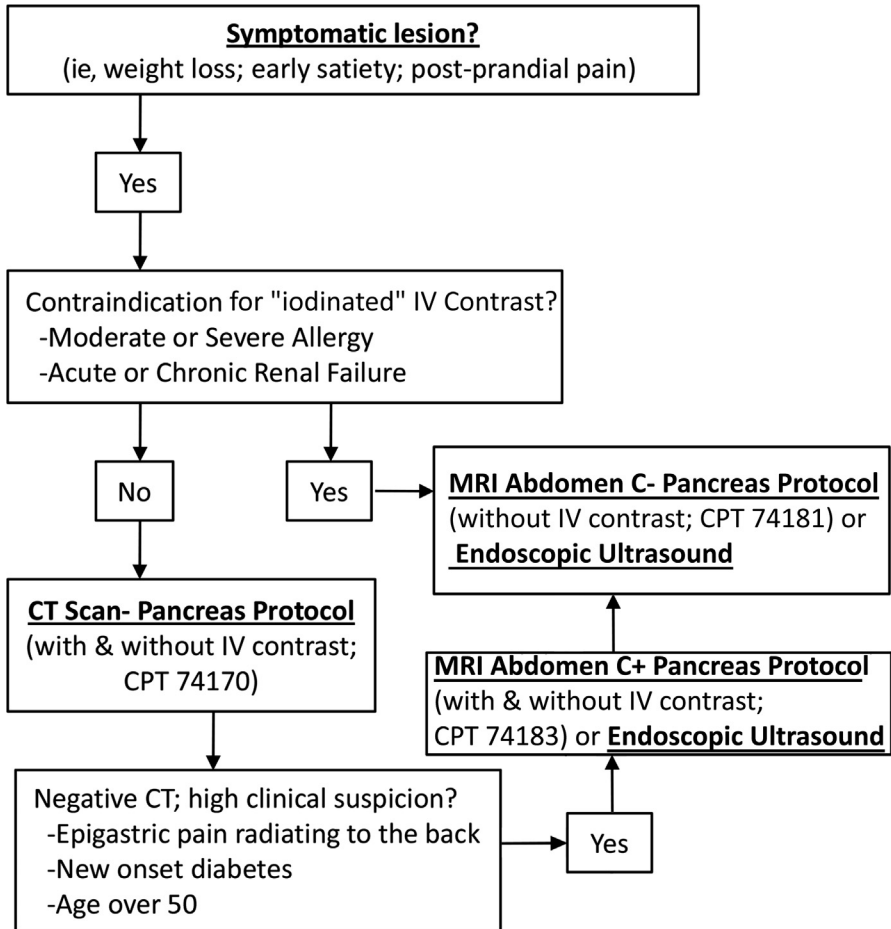 Symptomatic lesion?
(ie, weight loss; early satiety; post-prandial pain)
Yes
Contraindication for "iodinated" IV Contrast?
-Moderate or Severe Allergy
-Acute or Chronic Renal Failure
No
Yes
MRI Abdomen C- Pancreas Protocol
(without IV contrast; CPT 74181) or
Endoscopic Ultrasound
CT Scan- Pancreas Protocol
(with & without IV contrast;
CPT 74170)
MRI Abdomen C+ Pancreas Protocol
(with & without IV contrast;
CPT 74183) or Endoscopic Ultrasound
Negative CT; high clinical suspicion?
-Epigastric pain radiating to the back
-New onset diabetes
-Age over 50
Yes